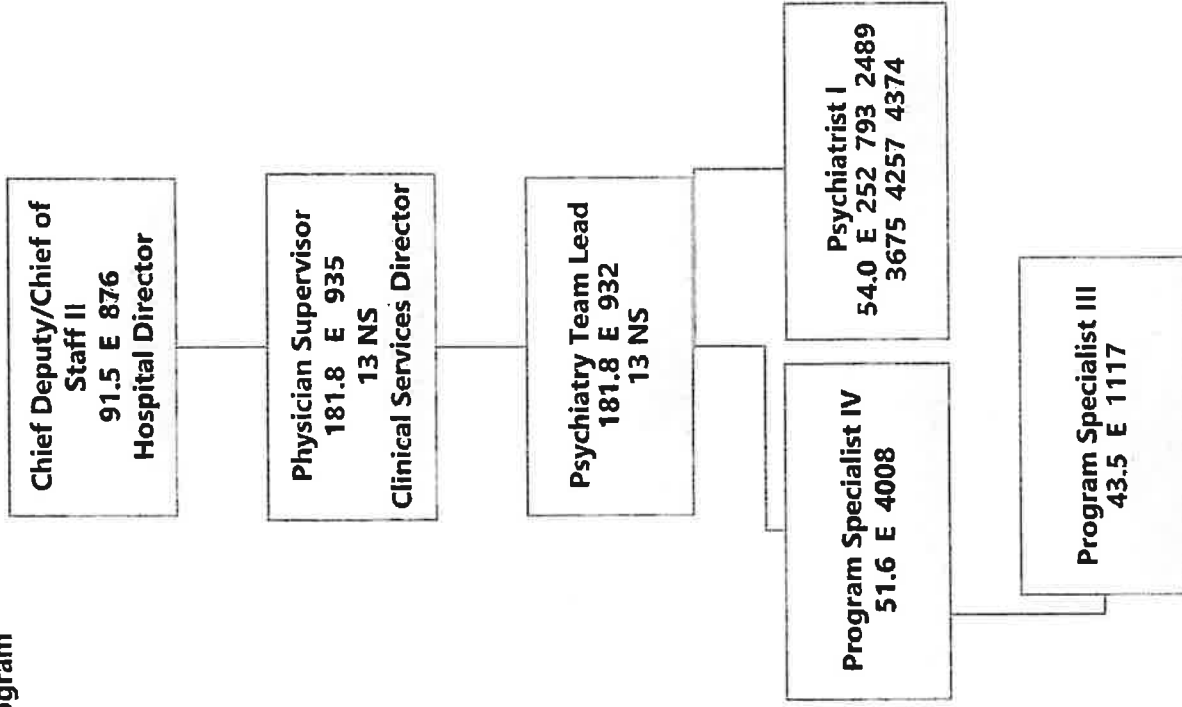 ogram
Chief Deputy/Chief of
Staff II
91.5 E 876
Hospital Director
Physician Supervisor
181.8 E 935
13 NS
Clinical Services Director
Psychiatry Team Lead
181.8 E 932
13 NS
Program Specialist IV
51.6 E 4008
Psychiatrist I
54.0 E 252 793 2489
3675 4257 4374
Program Specialist III
43.5 E 1117